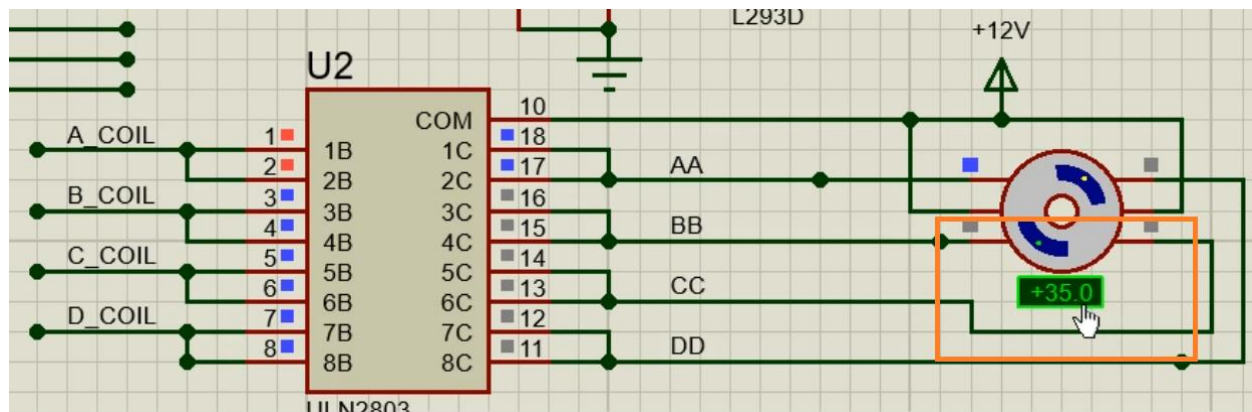 L293D
+12V
U2
A_COIL
B_COIL
C_COIL
D_COIL
1
2
3
4
5
6
7
8
1B
2B
3B
4B
5B
6B
7B
8B
COM
1C
2C
3C
4C
5C
6C
7C
8C
10
18
17
16
15
14
13
12
11
AA
BB
CC
DD
+35.0
ULN2803